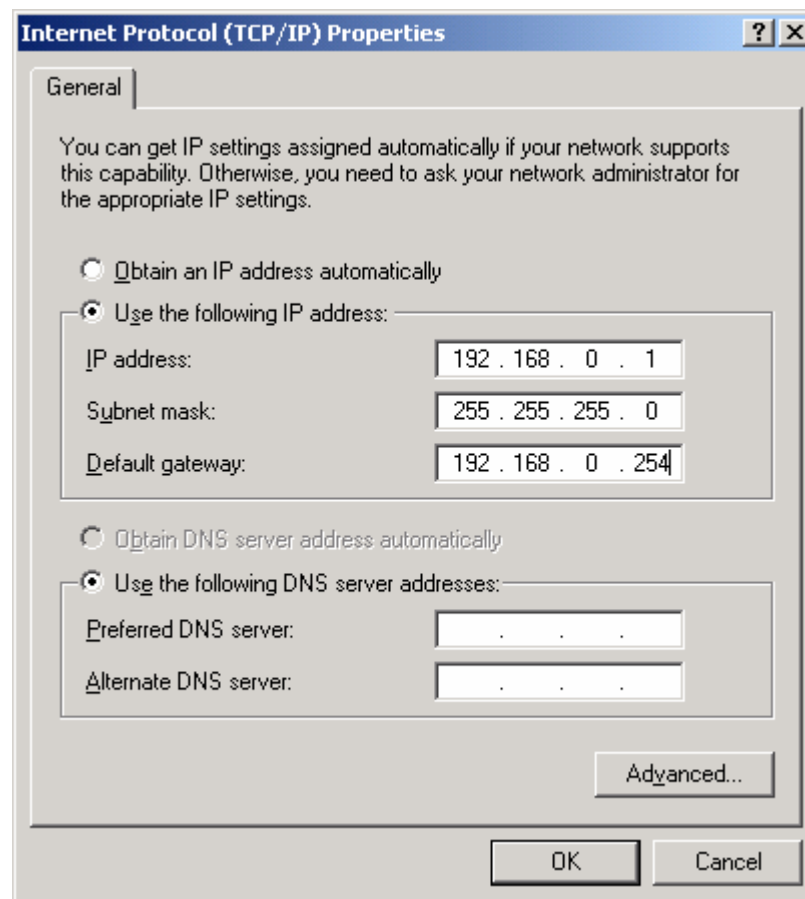 Internet Protocol (TCP/IP) Properties
General
You can get IP settings assigned automatically if your network supports
this capability. Otherwise, you need to ask your network administrator for
the appropriate IP settings.
Obtain an IP address automatically
Use the following IP address:
IP address: 192 . 168 . 0 . 1
Subnet mask: 255 . 255 . 255 . 0
Default gateway: 192 . 168 . 0 . 254
Obtain DNS server address automatically
Use the following DNS server addresses:
Preferred DNS server: . . .
Alternate DNS server: . . .
Advanced...
OK Cancel